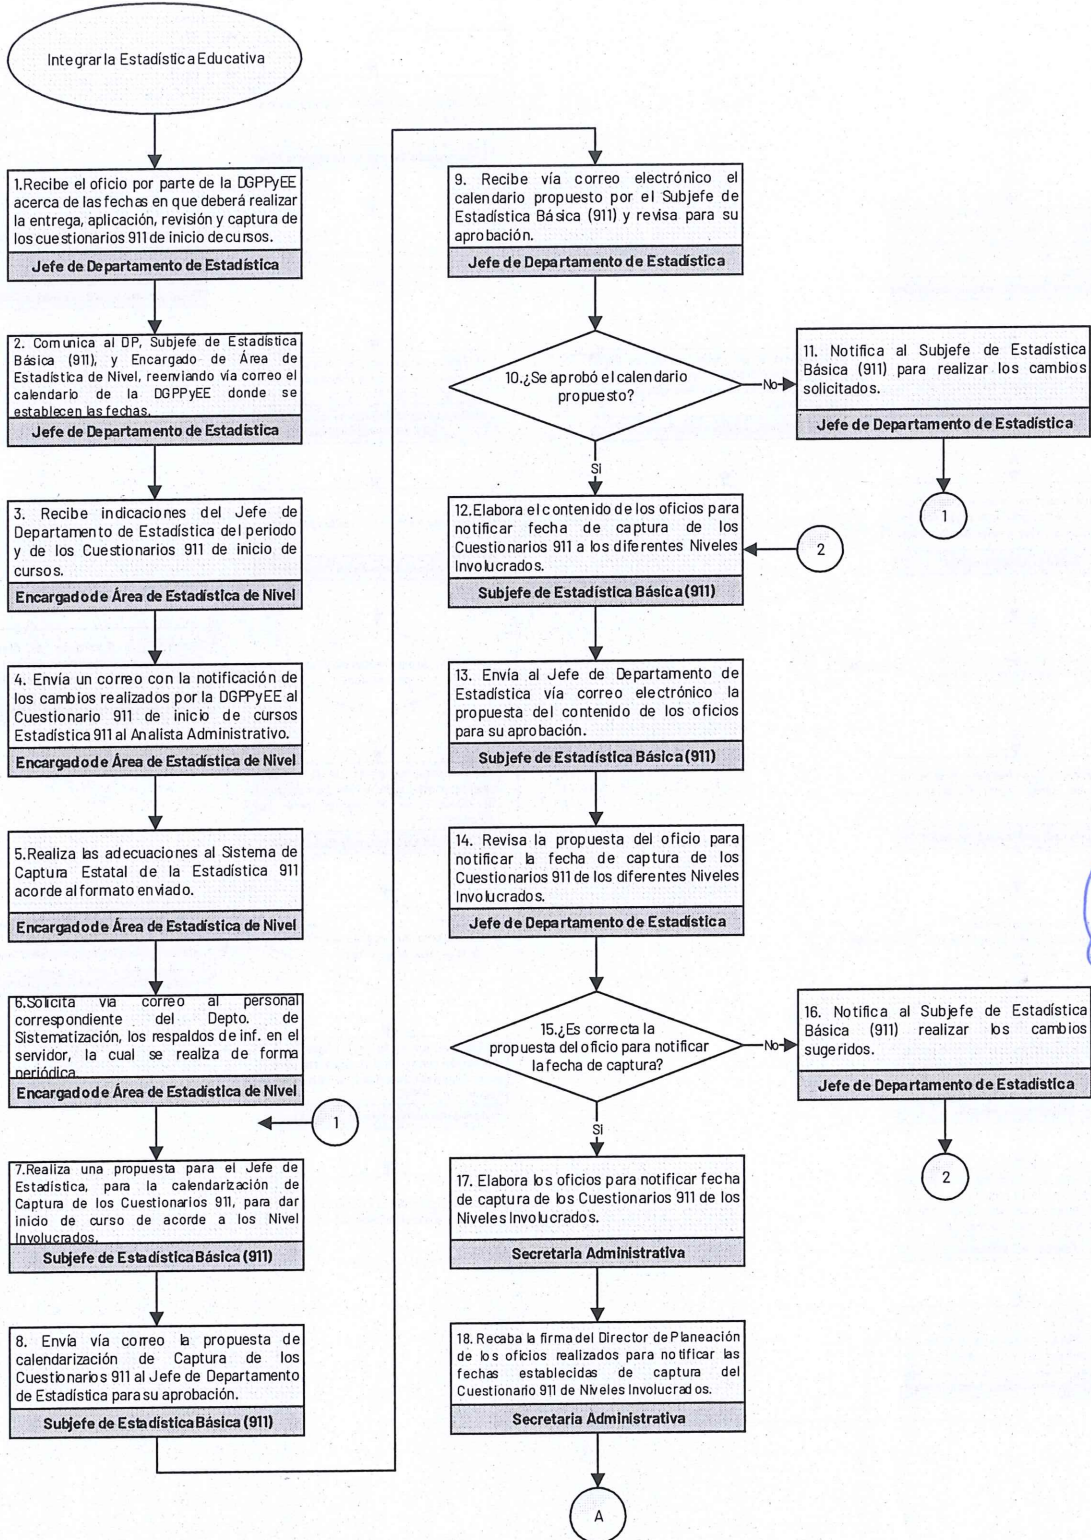 Integrar la Estadística Educativa
1.Recibe el oficio por parte de la DGPPyEE
acerca de las fechas en que deberá realizar
la entrega, aplicación, revisión y captura de
los cuestionarios 911 de inicio de cursos.
Jefe de Departamento de Estadística
2. Comunica al DP, Subjefe de Estadística
Básica (911), y Encargado de Área de
Estadística de Nivel, reenviando vía correo el
calendario de la DGPPyEE donde se
establecen las fechas.
Jefe de Departamento de Estadística
3. Recibe indicaciones del Jefe de
Departamento de Estadística del periodo
y de los Cuestionarios 911 de inicio de
cursos.
Encargado de Área de Estadística de Nivel
4. Envía un correo con la notificación de
los cambios realizados por la DGPPyEE al
Cuestionario 911 de inicio de cursos
Estadística 911 al Analista Administrativo.
Encargado de Área de Estadística de Nivel
5.Realiza las adecuaciones al Sistema de
Captura Estatal de la Estadística 911
acorde al formato enviado.
Encargado de Área de Estadística de Nivel
6.Solicita vía correo al personal
correspondiente del Depto. de
Sistematización, los respaldos de inf. en el
servidor, la cual se realiza de forma
periódica.
Encargado de Área de Estadística de Nivel
1
7.Realiza una propuesta para el Jefe de
Estadística, para la calendarización de
Captura de los Cuestionarios 911, para dar
inicio de curso de acorde a los Nivel
Involucrados.
Subjefe de Estadística Básica (911)
8. Envía vía correo la propuesta de
calendarización de Captura de los
Cuestionarios 911 al Jefe de Departamento
de Estadística para su aprobación.
Subjefe de Estadística Básica (911)
9. Recibe vía correo electrónico el
calendario propuesto por el Subjefe de
Estadística Básica (911) y revisa para su
aprobación.
Jefe de Departamento de Estadística
10.¿Se aprobó el calendario
propuesto?
No
11. Notifica al Subjefe de Estadística
Básica (911) para realizar los cambios
solicitados.
Jefe de Departamento de Estadística
1
Si
12.Elabora el contenido de los oficios para
notificar fecha de captura de los
Cuestionarios 911 a los diferentes Niveles
Involucrados.
Subjefe de Estadística Básica (911)
2
13. Envía al Jefe de Departamento de
Estadística vía correo electrónico la
propuesta del contenido de los oficios
para su aprobación.
Subjefe de Estadística Básica (911)
14. Revisa la propuesta del oficio para
notificar la fecha de captura de los
Cuestionarios 911 de los diferentes Niveles
Involucrados.
Jefe de Departamento de Estadística
15.¿Es correcta la
propuesta del oficio para notificar
la fecha de captura?
No
16. Notifica al Subjefe de Estadística
Básica (911) realizar los cambios
sugeridos.
Jefe de Departamento de Estadística
2
Si
17. Elabora los oficios para notificar fecha
de captura de los Cuestionarios 911 de los
Niveles Involucrados.
Secretaria Administrativa
18. Recaba la firma del Director de Planeación
de los oficios realizados para notificar las
fechas establecidas de captura del
Cuestionario 911 de Niveles Involucrados.
Secretaria Administrativa
A